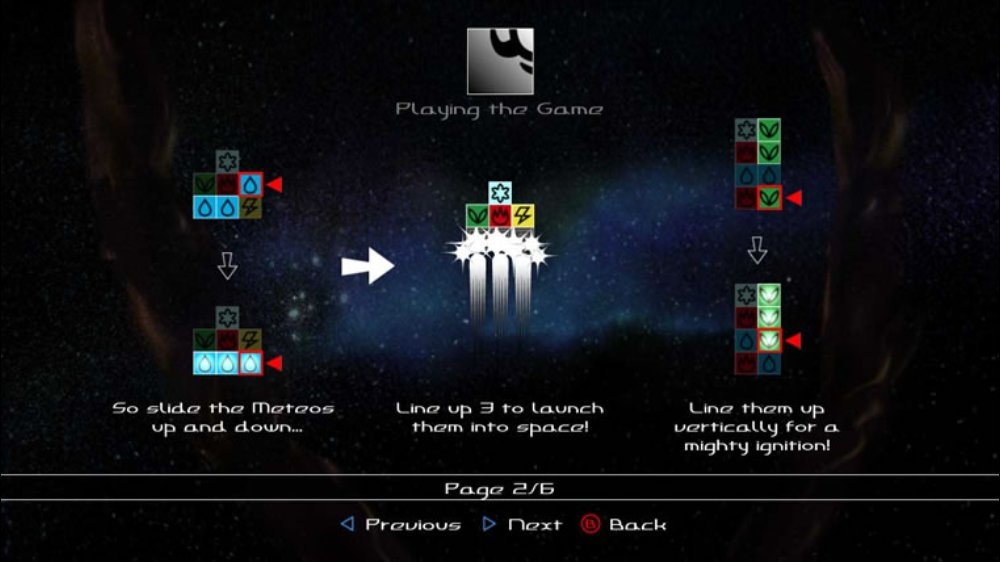 Playing the Game
So slide the Meteos
up and down...
Line up 3 to launch
them into space!
Line them up
vertically for a
mighty ignition!
Page 2/6
Previous
Next
B Back